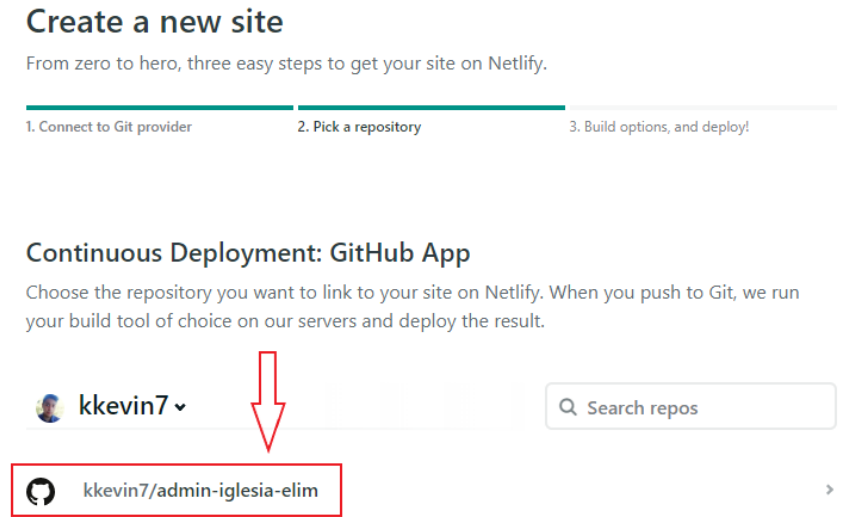 Create a new site
From zero to hero, three easy steps to get your site on Netlify.
1. Connect to Git provider
2. Pick a repository
3. Build options, and deploy!
Continuous Deployment: GitHub App
Choose the repository you want to link to your site on Netlify. When you push to Git, we run
your build tool of choice on our servers and deploy the result.
kkevin7
Search repos
kkevin7/admin-iglesia-elim